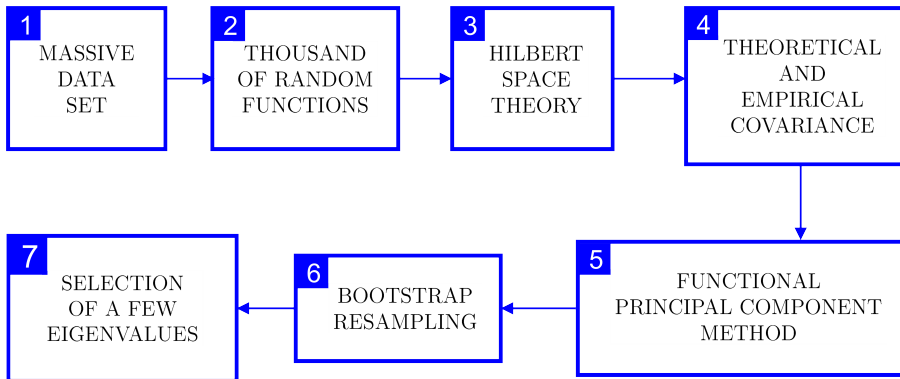 1
MASSIVE
DATA
SET
2
THOUSAND
OF RANDOM
FUNCTIONS
3
HILBERT
SPACE
THEORY
4
THEORETICAL
AND
EMPIRICAL
COVARIANCE
5
FUNCTIONAL
PRINCIPAL COMPONENT
METHOD
6
BOOTSTRAP
RESAMPLING
7
SELECTION
OF A FEW
EIGENVALUES